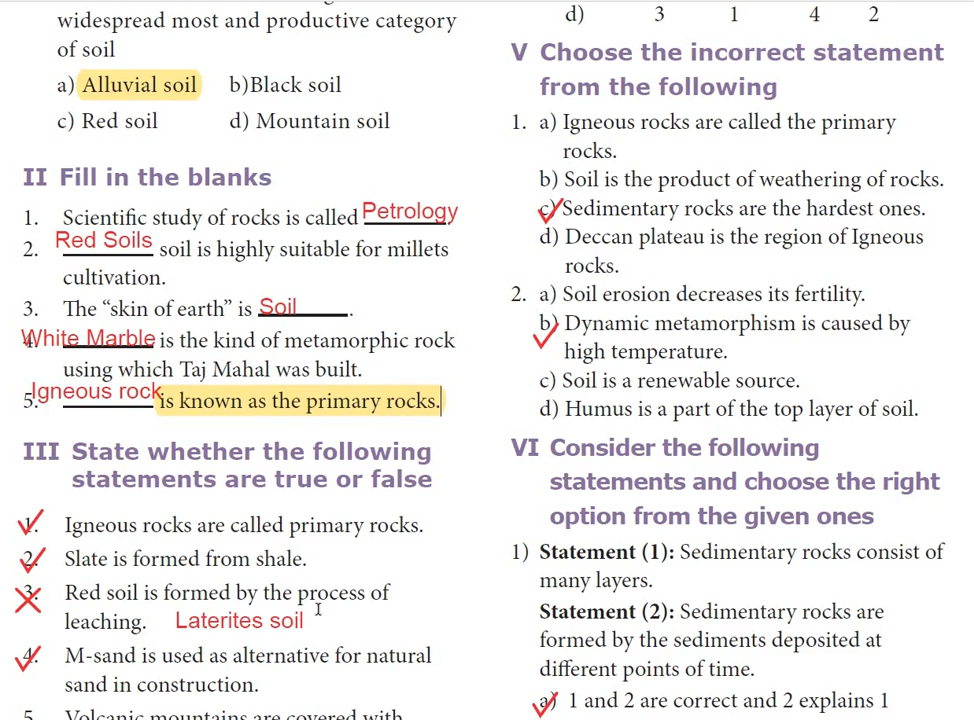 widespread most and productive category
of soil
a) Alluvial soil b)Black soil
c) Red soil d) Mountain soil
II Fill in the blanks
1. Scientific study of rocks is called Petrology.
2. Red Soils soil is highly suitable for millets
cultivation.
3. The “skin of earth” is Soil.
4. White Marble is the kind of metamorphic rock
using which Taj Mahal was built.
5. Igneous rock is known as the primary rocks.
III State whether the following
statements are true or false
1. Igneous rocks are called primary rocks.
2. Slate is formed from shale.
3. Red soil is formed by the process of
leaching. Laterites soil
4. M-sand is used as alternative for natural
sand in construction.
5. Volcanic mountains are covered with
d) 3 1 4 2
V Choose the incorrect statement
from the following
1. a) Igneous rocks are called the primary
rocks.
b) Soil is the product of weathering of rocks.
c) Sedimentary rocks are the hardest ones.
d) Deccan plateau is the region of Igneous
rocks.
2. a) Soil erosion decreases its fertility.
b) Dynamic metamorphism is caused by
high temperature.
c) Soil is a renewable source.
d) Humus is a part of the top layer of soil.
VI Consider the following
statements and choose the right
option from the given ones
1) Statement (1): Sedimentary rocks consist of
many layers.
Statement (2): Sedimentary rocks are
formed by the sediments deposited at
different points of time.
a) 1 and 2 are correct and 2 explains 1